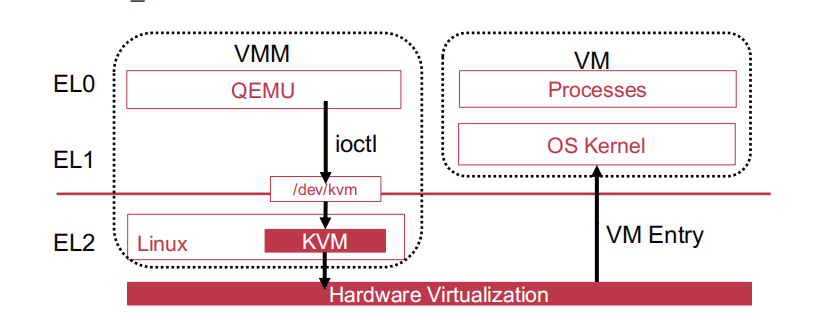 VMM
VM
EL0
QEMU
Processes
ioctl
OS Kernel
EL1
/dev/kvm
EL2
Linux
KVM
VM Entry
Hardware Virtualization